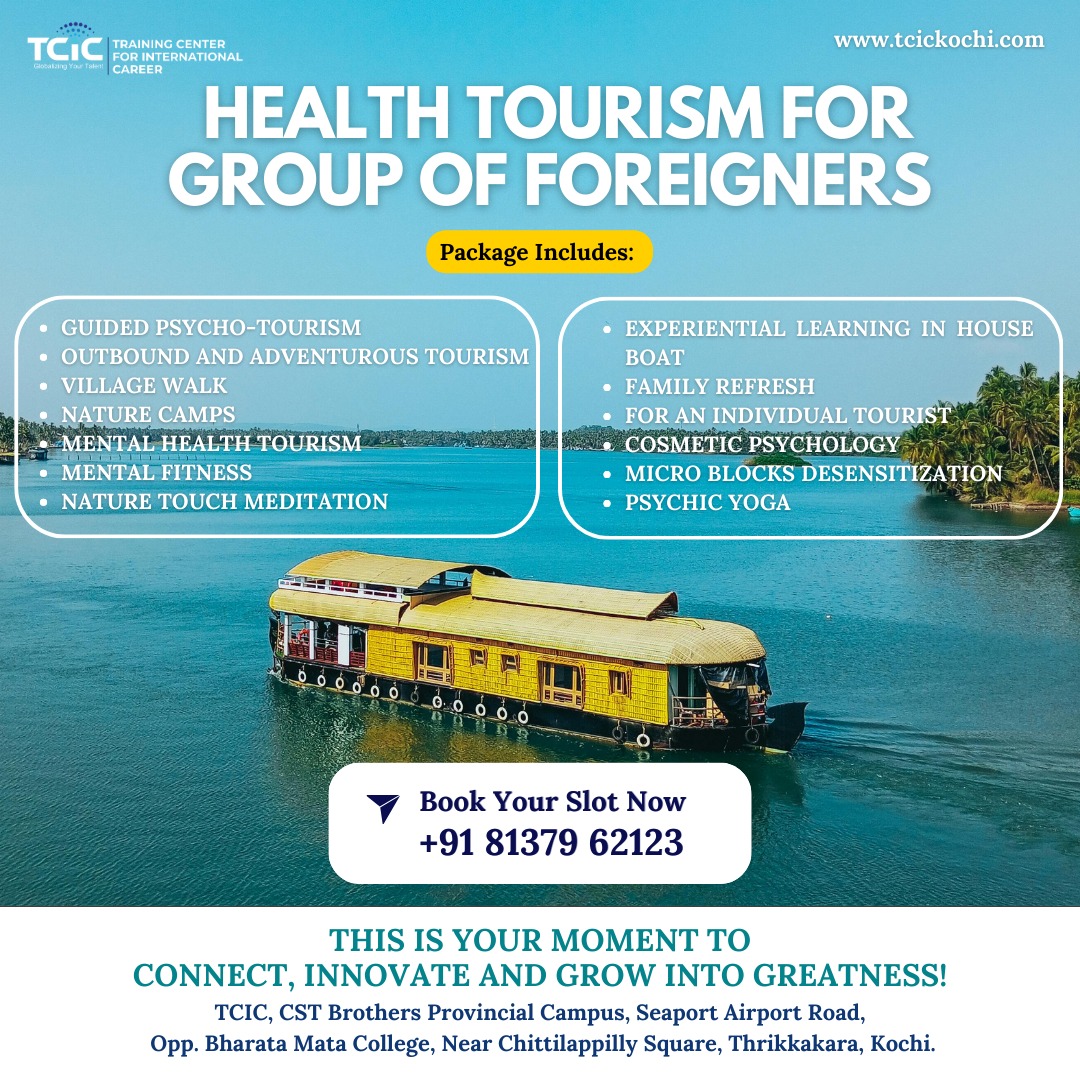 TCiC
Globalizing Your Talent
TRAINING CENTER
FOR INTERNATIONAL
CAREER
www.tcickochi.com
HEALTH TOURISM FOR
GROUP OF FOREIGNERS
Package Includes:
GUIDED PSYCHO-TOURISM
OUTBOUND AND ADVENTUROUS TOURISM
VILLAGE WALK
NATURE CAMPS
MENTAL HEALTH TOURISM
MENTAL FITNESS
NATURE TOUCH MEDITATION
EXPERIENTIAL LEARNING IN HOUSE
BOAT
FAMILY REFRESH
FOR AN INDIVIDUAL TOURIST
COSMETIC PSYCHOLOGY
MICRO BLOCKS DESENSITIZATION
PSYCHIC YOGA
Book Your Slot Now
+91 81379 62123
THIS IS YOUR MOMENT TO
CONNECT, INNOVATE AND GROW INTO GREATNESS!
TCIC, CST Brothers Provincial Campus, Seaport Airport Road,
Opp. Bharata Mata College, Near Chittilappilly Square, Thrikkakara, Kochi.